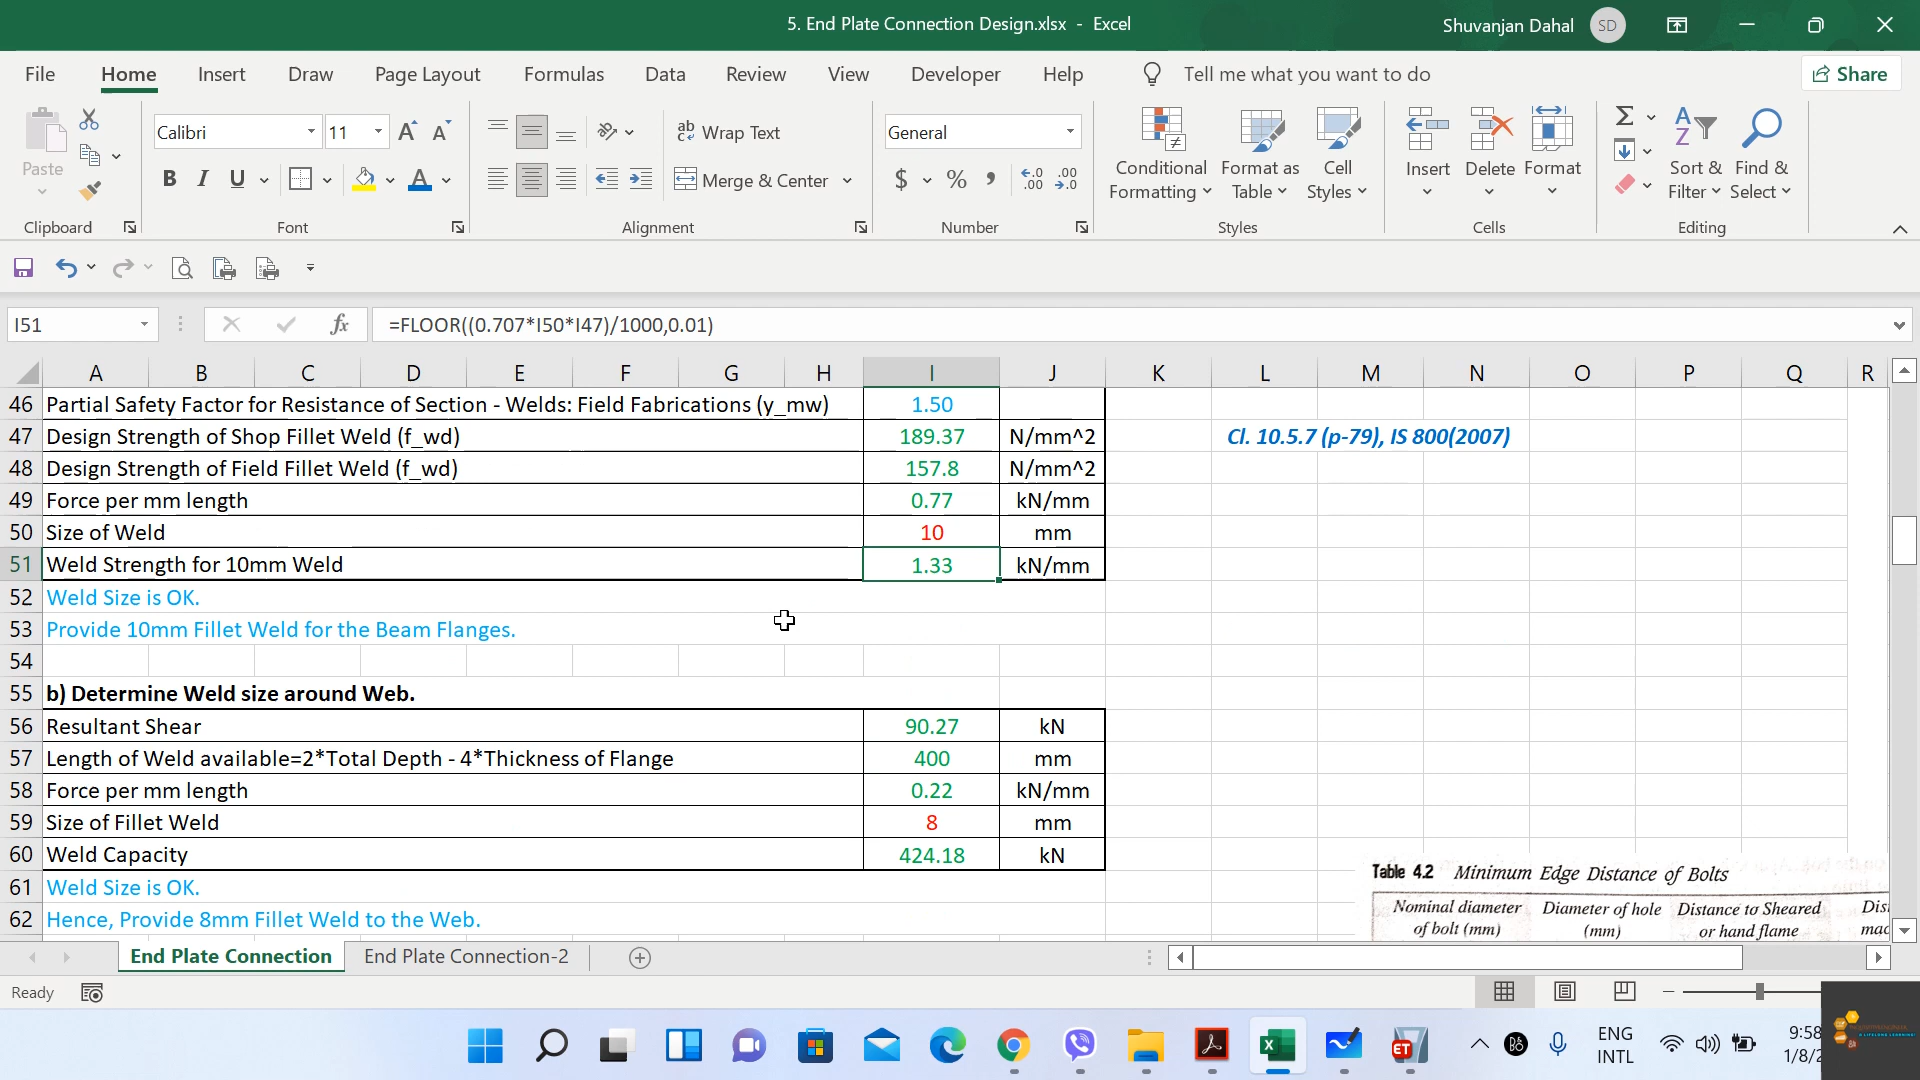 5. End Plate Connection Design.xlsx - Excel
Shuvanjan Dahal
SD
File Home Insert Draw Page Layout Formulas Data Review View Developer Help Tell me what you want to do
Share
Calibri 11
ab Wrap Text
General
Paste
Merge & Center
Conditional Formatting
Format as Table
Cell Styles
Insert
Delete
Format
Sort & Filter
Find & Select
Clipboard Font Alignment Number Styles Cells Editing
I51 fx =FLOOR((0.707*I50*I47)/1000,0.01)
A B C D E F G H I J K L M N O P Q R
46 Partial Safety Factor for Resistance of Section - Welds: Field Fabrications (y_mw) 1.50
47 Design Strength of Shop Fillet Weld (f_wd) 189.37 N/mm^2 Cl. 10.5.7 (p-79), IS 800(2007)
48 Design Strength of Field Fillet Weld (f_wd) 157.8 N/mm^2
49 Force per mm length 0.77 kN/mm
50 Size of Weld 10 mm
51 Weld Strength for 10mm Weld 1.33 kN/mm
52 Weld Size is OK.
53 Provide 10mm Fillet Weld for the Beam Flanges.
54
55 b) Determine Weld size around Web.
56 Resultant Shear 90.27 kN
57 Length of Weld available=2*Total Depth - 4*Thickness of Flange 400 mm
58 Force per mm length 0.22 kN/mm
59 Size of Fillet Weld 8 mm
60 Weld Capacity 424.18 kN
61 Weld Size is OK.
62 Hence, Provide 8mm Fillet Weld to the Web.
Table 4.2 Minimum Edge Distance of Bolts
Nominal diameter of bolt (mm)
Diameter of hole (mm)
Distance to Sheared or hand flame
End Plate Connection End Plate Connection-2
Ready
ENG
INTL
9:58
1/8/2